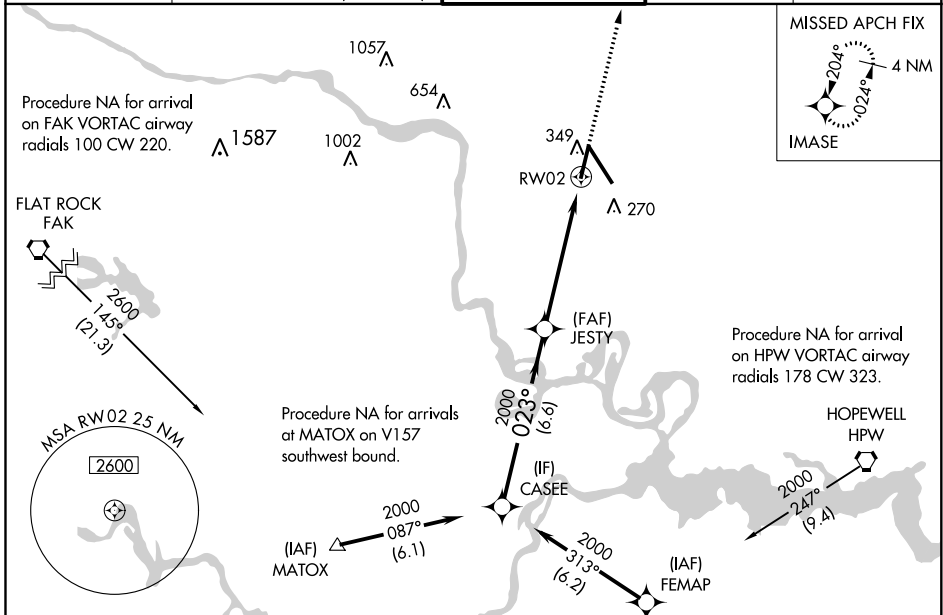 MISSED APCH FIX
204°
4 NM
024°
IMASE
1057
654
Procedure NA for arrival
on FAK VORTAC airway
radials 100 CW 220.
1587
1002
349
RW02
270
FLAT ROCK
FAK
2600
145°
(21.3)
(FAF)
JESTY
Procedure NA for arrival
on HPW VORTAC airway
radials 178 CW 323.
2000
023°
(6.6)
Procedure NA for arrivals
at MATOX on V157
southwest bound.
HOPEWELL
HPW
MSA RW02 25 NM
2600
(IF)
CASEE
2000
247°
(9.4)
2000
087°
(6.1)
(IAF)
MATOX
2000
313°
(6.2)
(IAF)
FEMAP